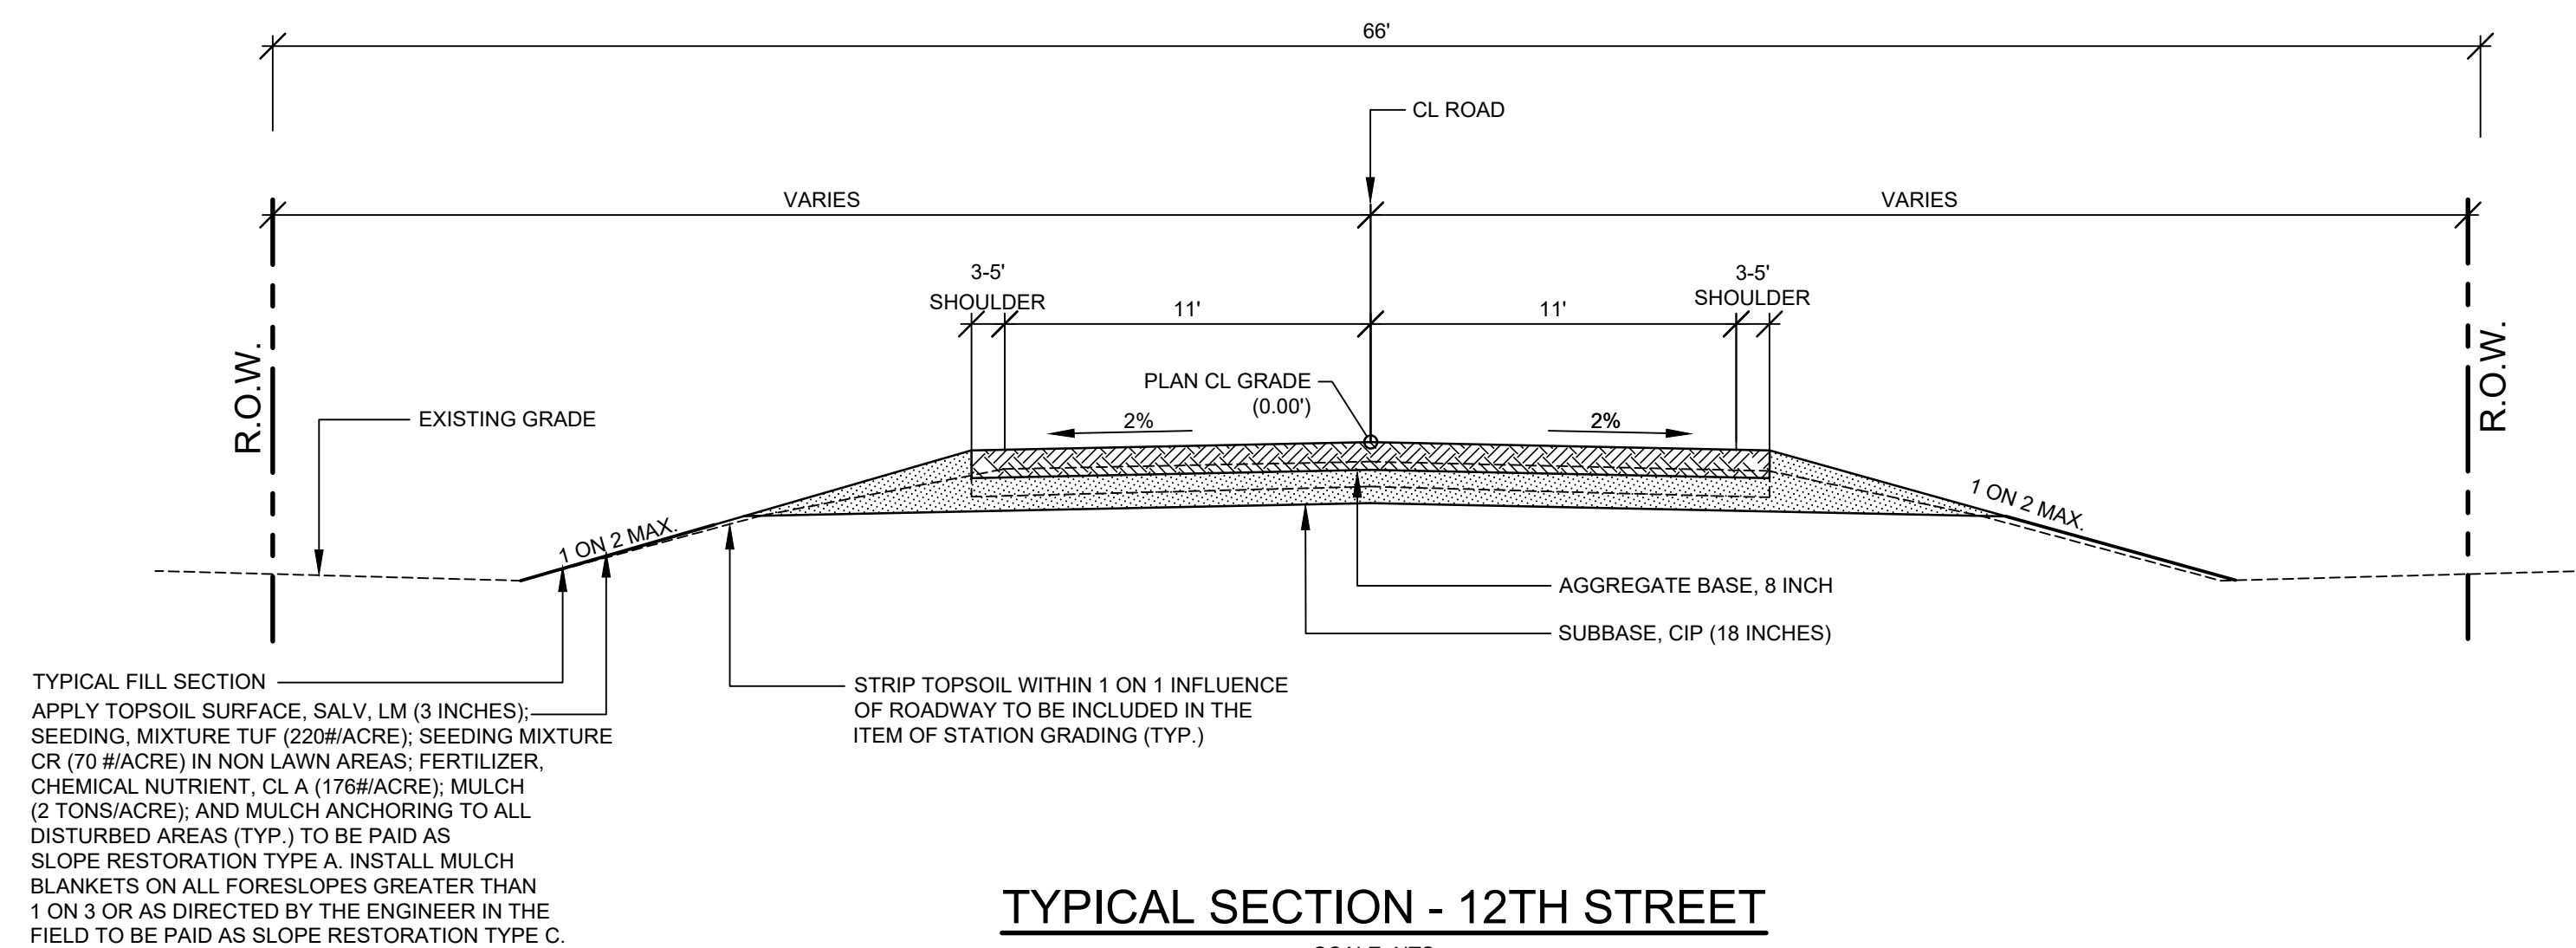 66'
CL ROAD
VARIES
VARIES
3-5'
SHOULDER
11'
11'
3-5'
SHOULDER
R.O.W.
R.O.W.
PLAN CL GRADE
(0.00')
EXISTING GRADE
2%
2%
1 ON 2 MAX.
1 ON 2 MAX.
AGGREGATE BASE, 8 INCH
SUBBASE, CIP (18 INCHES)
TYPICAL FILL SECTION
APPLY TOPSOIL SURFACE, SALV, LM (3 INCHES);
SEEDING, MIXTURE TUF (220#/ACRE); SEEDING MIXTURE
CR (70 #/ACRE) IN NON LAWN AREAS; FERTILIZER,
CHEMICAL NUTRIENT, CL A (176#/ACRE); MULCH
(2 TONS/ACRE); AND MULCH ANCHORING TO ALL
DISTURBED AREAS (TYP.) TO BE PAID AS
SLOPE RESTORATION TYPE A. INSTALL MULCH
BLANKETS ON ALL FORESLOPES GREATER THAN
1 ON 3 OR AS DIRECTED BY THE ENGINEER IN THE
FIELD TO BE PAID AS SLOPE RESTORATION TYPE C.
STRIP TOPSOIL WITHIN 1 ON 1 INFLUENCE
OF ROADWAY TO BE INCLUDED IN THE
ITEM OF STATION GRADING (TYP.)
TYPICAL SECTION - 12TH STREET